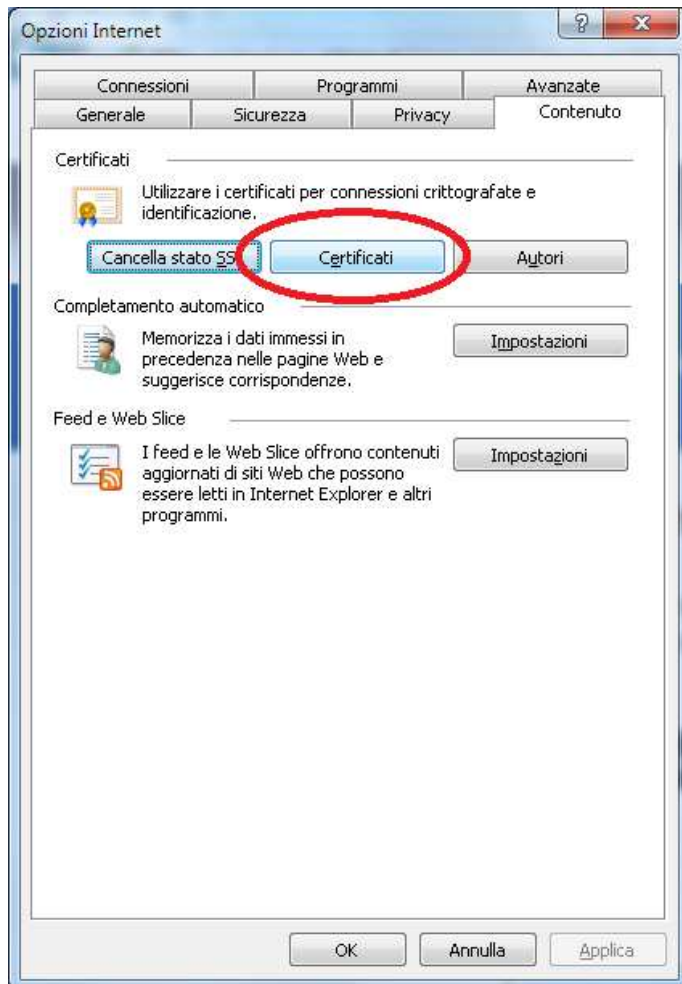 Opzioni Internet
Connessioni Programmi Avanzate
Generale Sicurezza Privacy Contenuto
Certificati
Utilizzare i certificati per connessioni crittografate e
identificazione.
Cancella stato SS Certificati Autori
Completamento automatico
Memorizza i dati immessi in
precedenza nelle pagine Web e
suggerisce corrispondenze.
Impostazioni
Feed e Web Slice
I feed e le Web Slice offrono contenuti
aggiornati di siti Web che possono
essere letti in Internet Explorer e altri
programmi.
Impostazioni
OK Annulla Applica